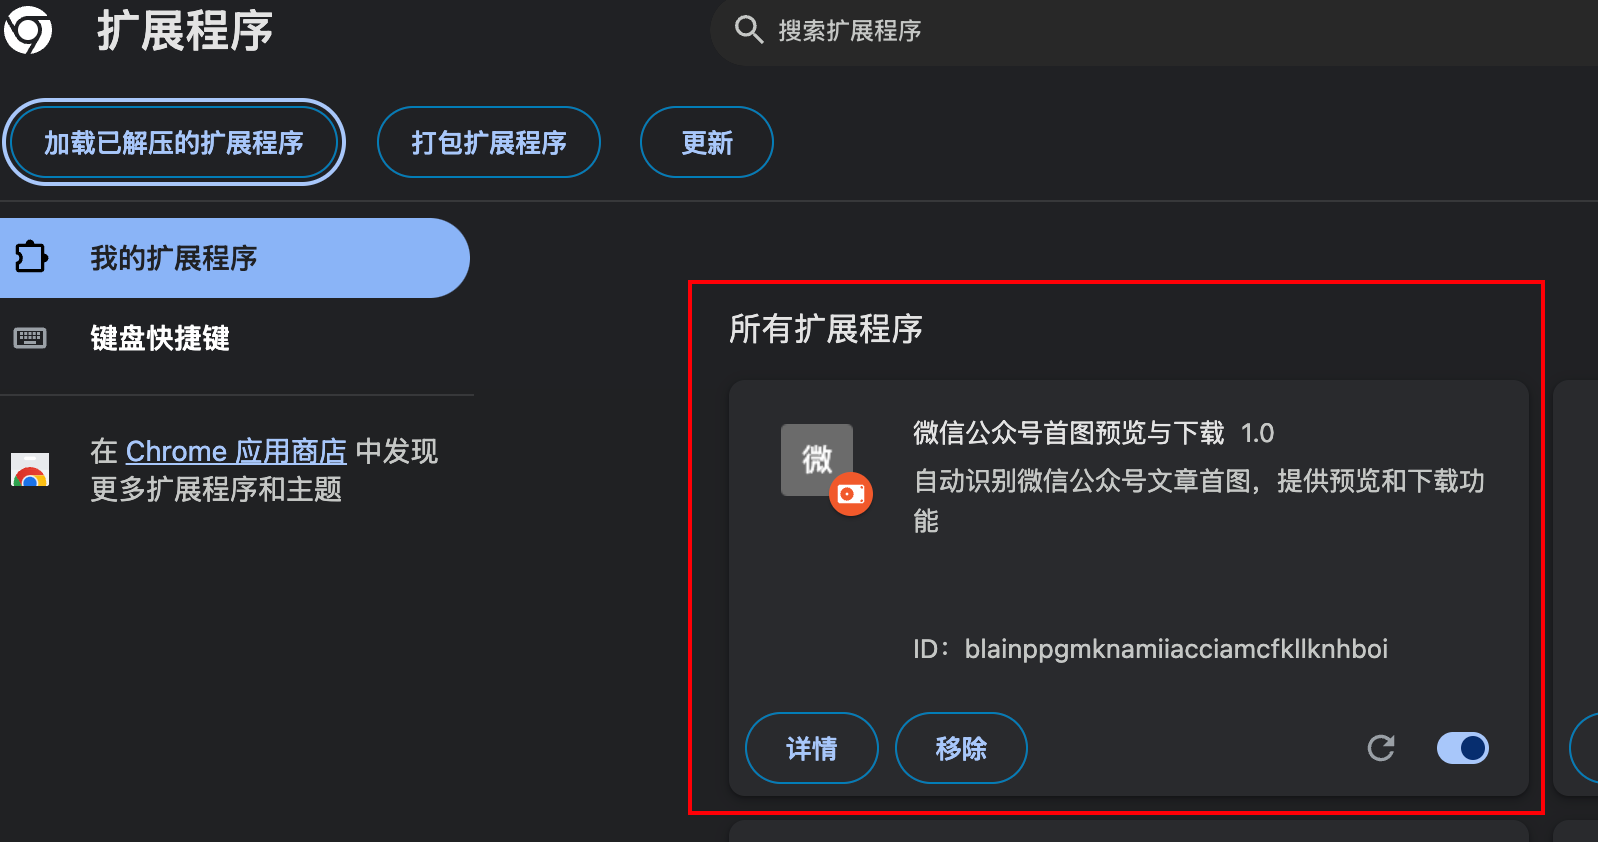 扩展程序
搜索扩展程序
加载已解压的扩展程序
打包扩展程序
更新
我的扩展程序
键盘快捷键
在 Chrome 应用商店 中发现
更多扩展程序和主题
所有扩展程序
微
微信公众号首图预览与下载 1.0
自动识别微信公众号文章首图，提供预览和下载功
能
ID：blainppgmknamiiacciamcfkllknhboi
详情
移除